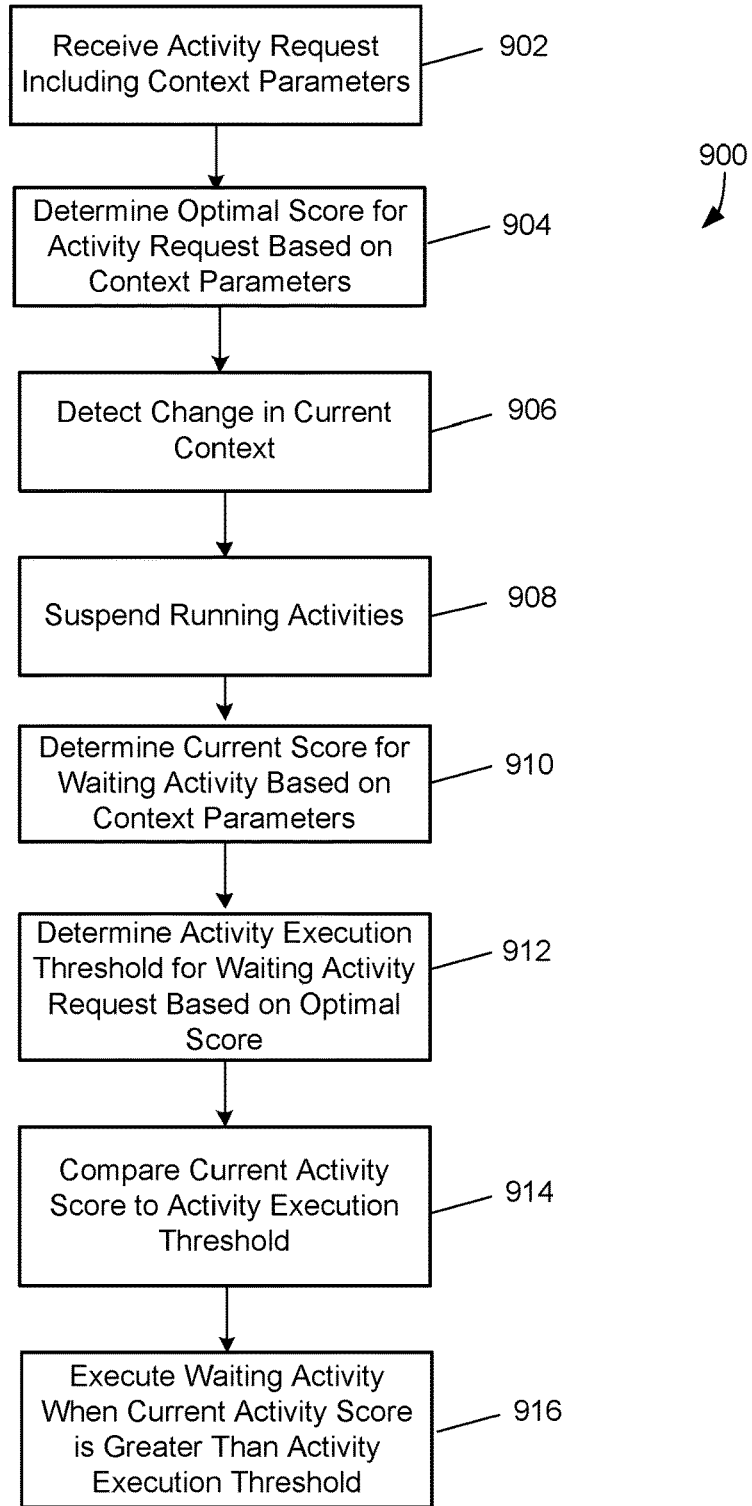 Receive Activity Request
Including Context Parameters
902
900
Determine Optimal Score for
Activity Request Based on
Context Parameters
904
Detect Change in Current
Context
906
Suspend Running Activities
908
Determine Current Score for
Waiting Activity Based on
Context Parameters
910
Determine Activity Execution
Threshold for Waiting Activity
Request Based on Optimal
Score
912
Compare Current Activity
Score to Activity Execution
Threshold
914
Execute Waiting Activity
When Current Activity Score
is Greater Than Activity
Execution Threshold
916